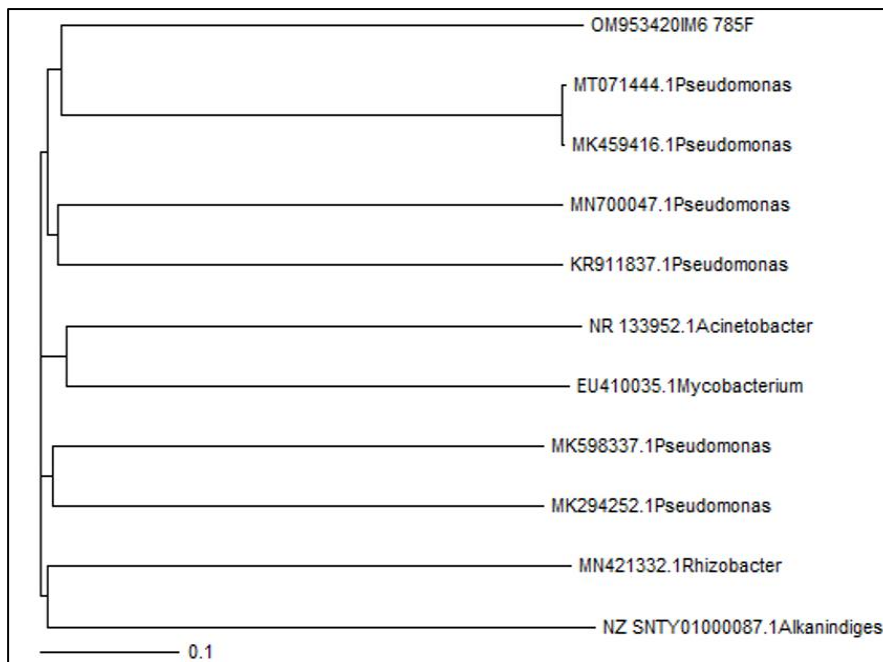 OM953420IM6 785F
MT071444.1Pseudomonas
MK459416.1Pseudomonas
MN700047.1Pseudomonas
KR911837.1Pseudomonas
NR 133952.1Acinetobacter
EU410035.1Mycobacterium
MK598337.1Pseudomonas
MK294252.1Pseudomonas
MN421332.1Rhizobacter
NZ SNTY01000087.1Alkanindiges
0.1